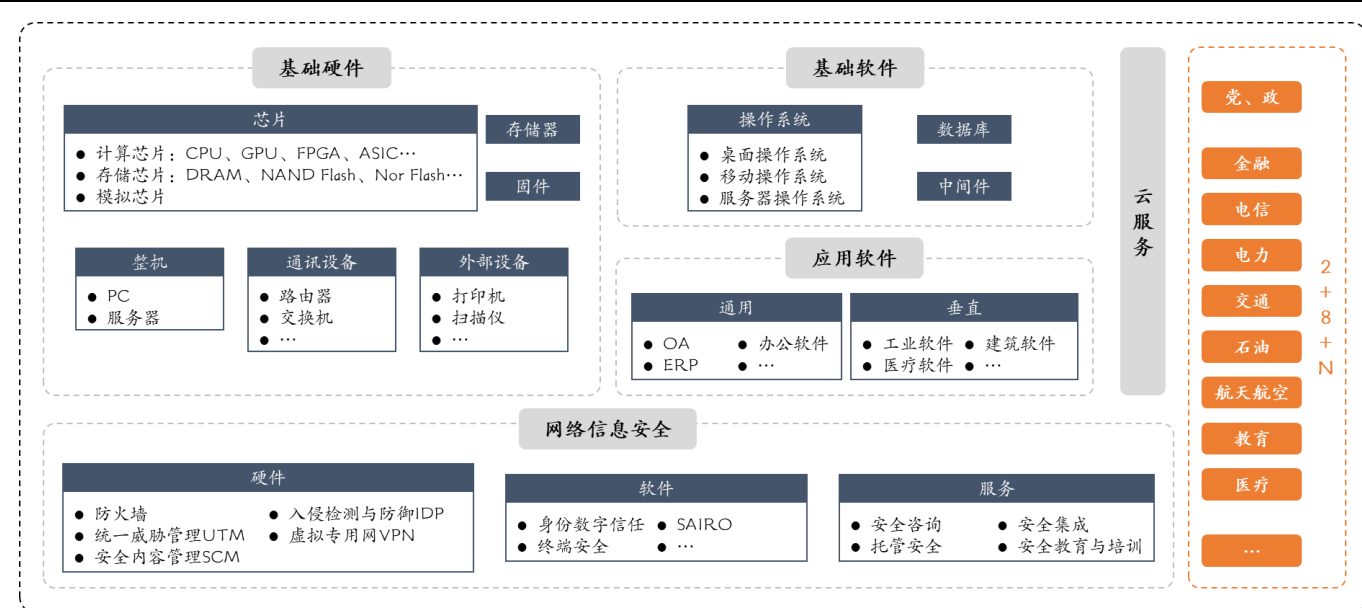 基础硬件
芯片
● 计算芯片：CPU、GPU、FPGA、ASIC…
● 存储芯片：DRAM、NAND Flash、Nor Flash…
● 模拟芯片
存储器
固件
整机
● PC
● 服务器
通讯设备
● 路由器
● 交换机
● …
外部设备
● 打印机
● 扫描仪
● …
基础软件
操作系统
● 桌面操作系统
● 移动操作系统
● 服务器操作系统
数据库
中间件
应用软件
通用
● OA ● 办公软件
● ERP ● …
垂直
● 工业软件 ● 建筑软件
● 医疗软件 ● …
云服务
网络信息安全
硬件
● 防火墙 ● 入侵检测与防御IDP
● 统一威胁管理UTM ● 虚拟专用网VPN
● 安全内容管理SCM
软件
● 身份数字信任 ● SAIRO
● 终端安全 ● …
服务
● 安全咨询 ● 安全集成
● 托管安全 ● 安全教育与培训
党、政
金融
电信
电力
交通
石油
航天航空
教育
医疗
…
2+8+N